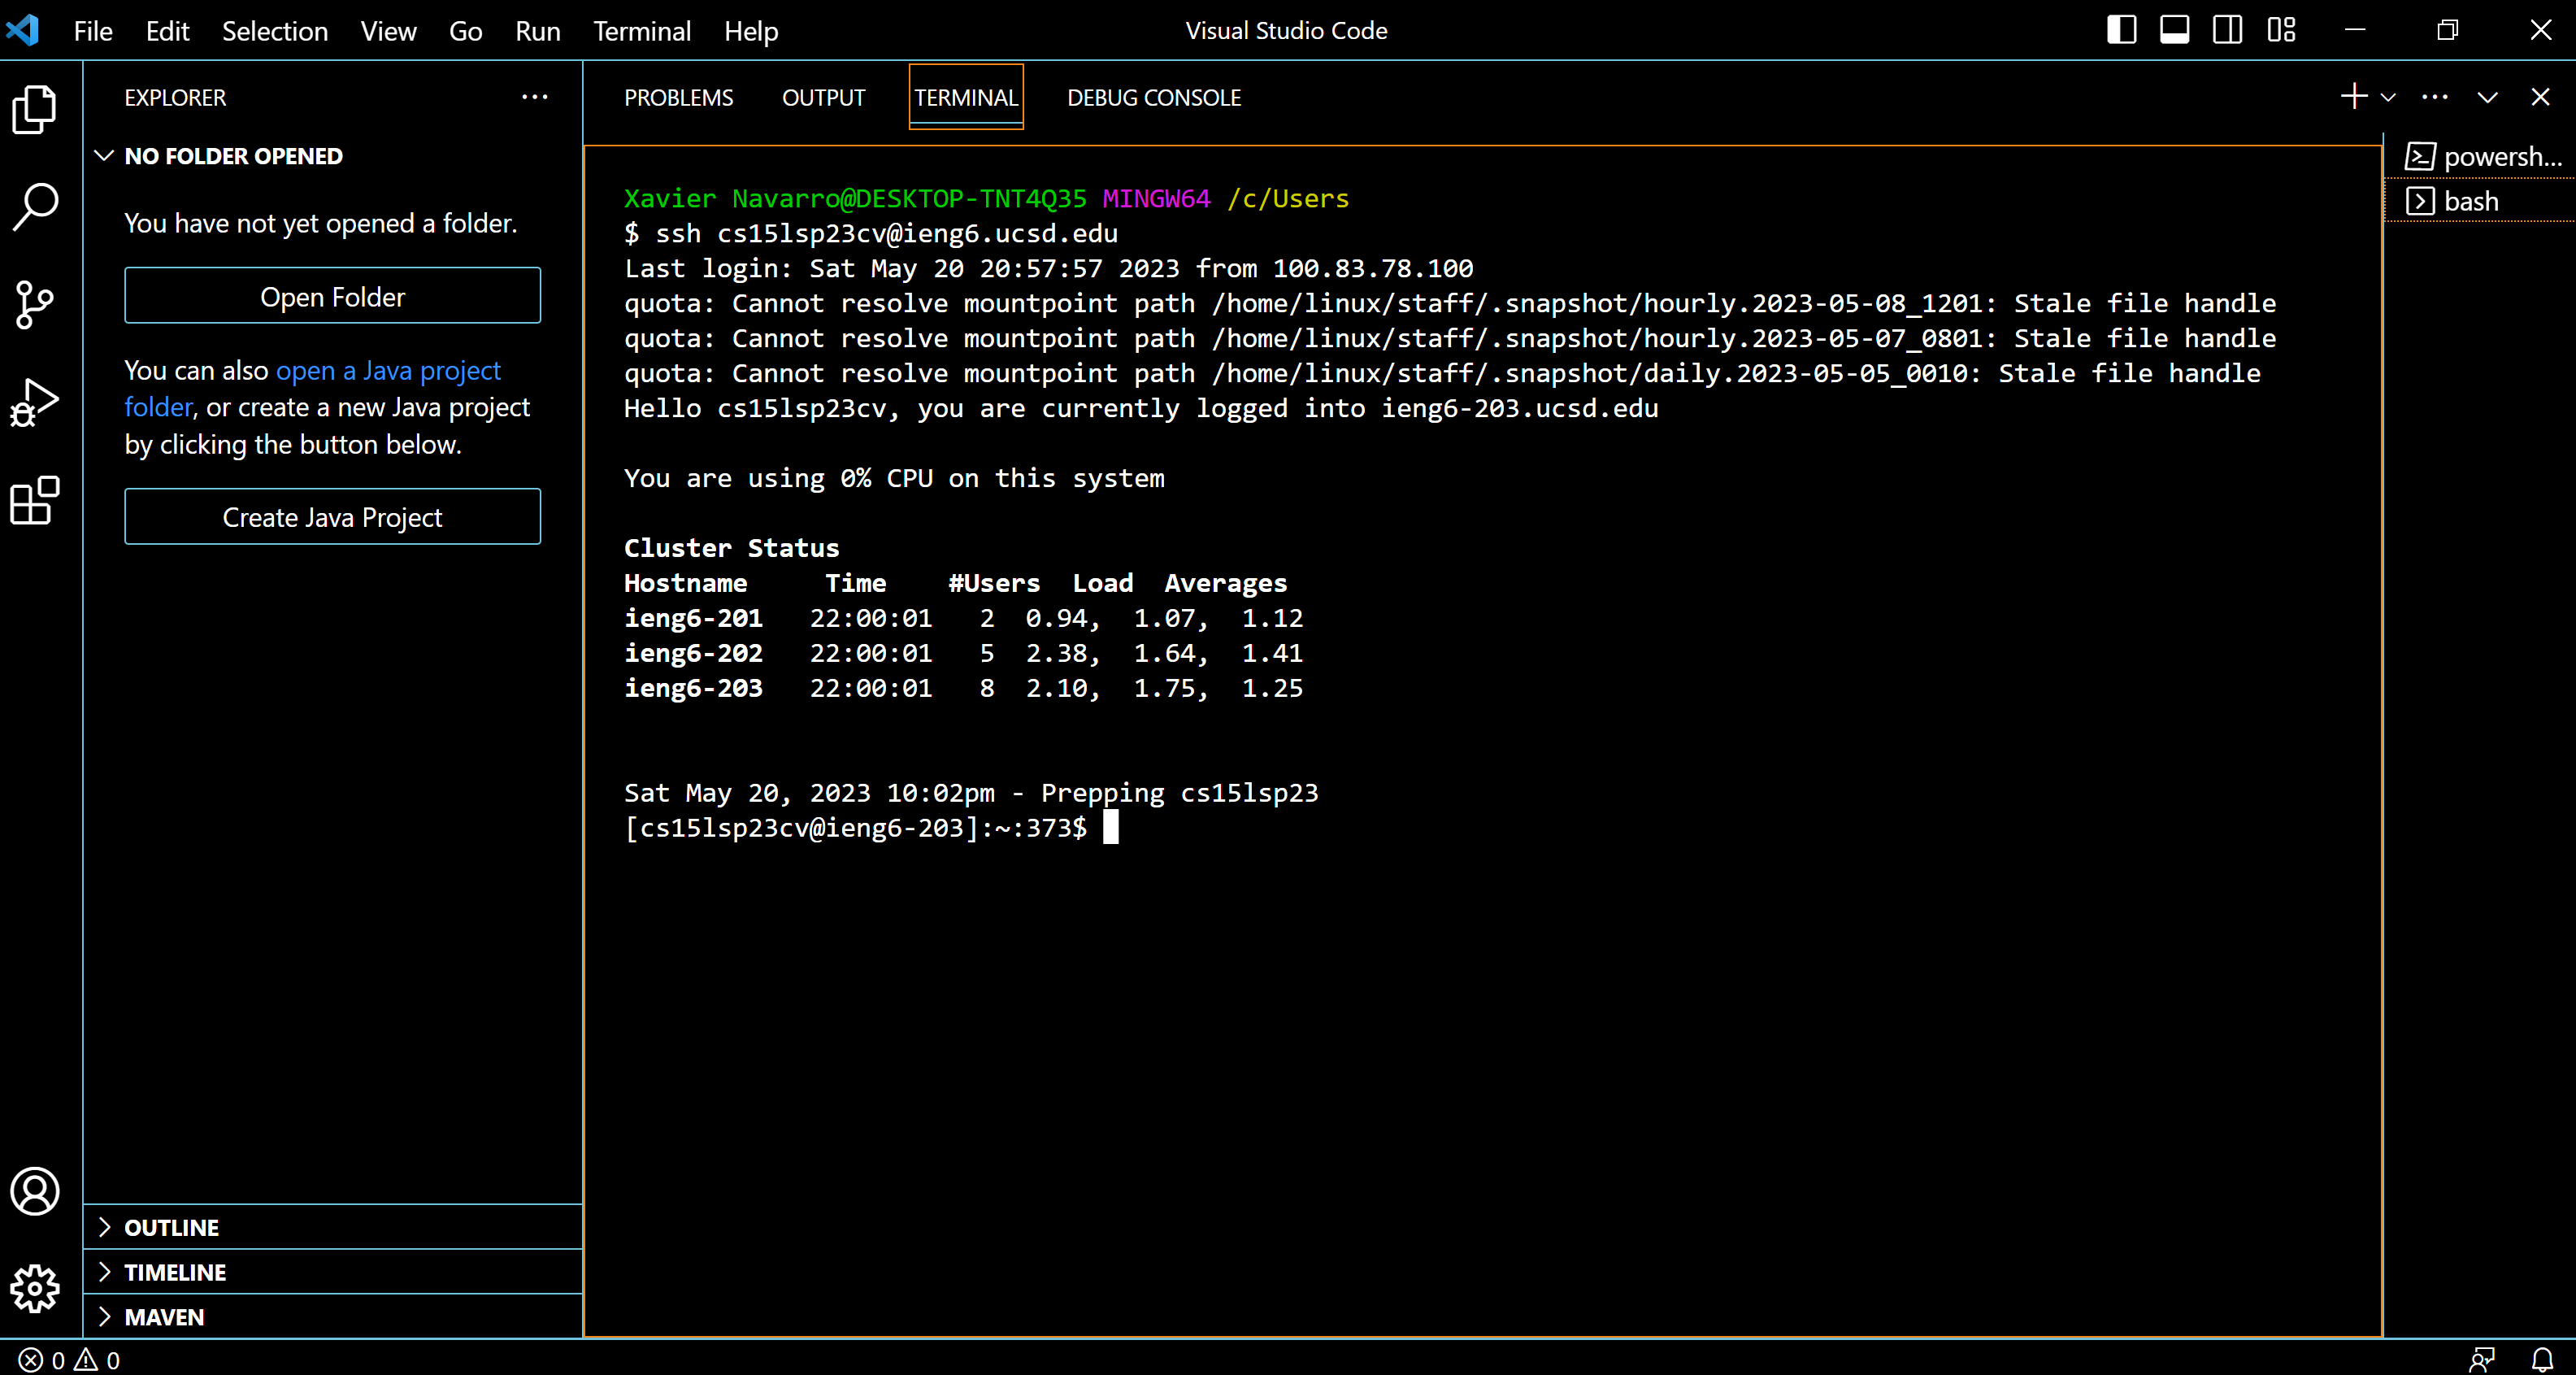 File Edit Selection View Go Run Terminal Help
Visual Studio Code
EXPLORER
NO FOLDER OPENED
You have not yet opened a folder.
Open Folder
You can also open a Java project
folder, or create a new Java project
by clicking the button below.
Create Java Project
OUTLINE
TIMELINE
MAVEN
PROBLEMS OUTPUT TERMINAL DEBUG CONSOLE
Xavier Navarro@DESKTOP-TNT4Q35 MINGW64 /c/Users
$ ssh cs15lsp23cv@ieng6.ucsd.edu
Last login: Sat May 20 20:57:57 2023 from 100.83.78.100
quota: Cannot resolve mountpoint path /home/linux/staff/.snapshot/hourly.2023-05-08_1201: Stale file handle
quota: Cannot resolve mountpoint path /home/linux/staff/.snapshot/hourly.2023-05-07_0801: Stale file handle
quota: Cannot resolve mountpoint path /home/linux/staff/.snapshot/daily.2023-05-05_0010: Stale file handle
Hello cs15lsp23cv, you are currently logged into ieng6-203.ucsd.edu
You are using 0% CPU on this system
Cluster Status
Hostname Time #Users Load Averages
ieng6-201 22:00:01 2 0.94, 1.07, 1.12
ieng6-202 22:00:01 5 2.38, 1.64, 1.41
ieng6-203 22:00:01 8 2.10, 1.75, 1.25
Sat May 20, 2023 10:02pm - Prepping cs15lsp23
[cs15lsp23cv@ieng6-203]:~:373$
powersh...
bash
0 0